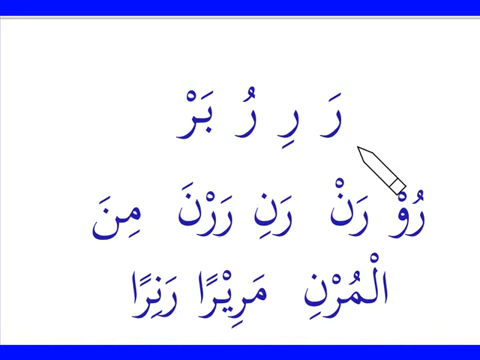 رَ رِ رُ بَرْ
رُوْ رَنْ رَنِ رَرْنَ مِنَ
الْمُرْنِ مَرِيْرًا رَنِرًا